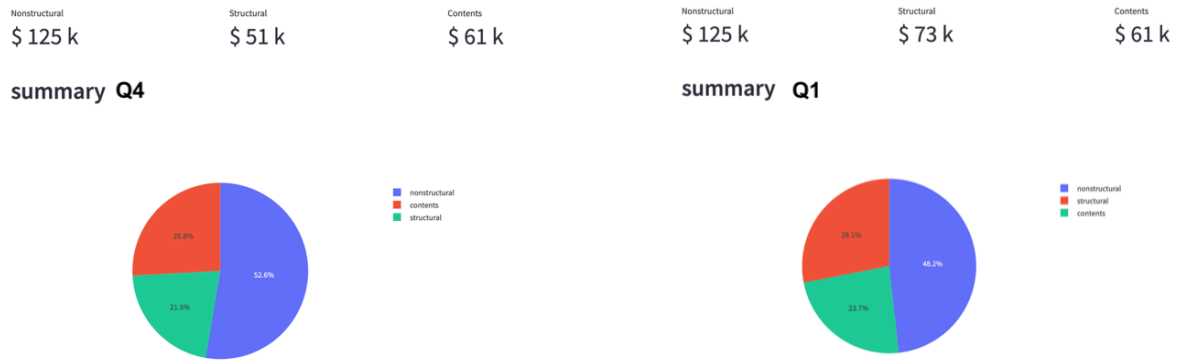 Nonstructural
$ 125 k
Structural
$ 51 k
Contents
$ 61 k
summary Q4
nonstructural
contents
structural
25.8%
52.6%
21.5%
Nonstructural
$ 125 k
Structural
$ 73 k
Contents
$ 61 k
summary Q1
nonstructural
structural
contents
28.1%
48.2%
23.7%